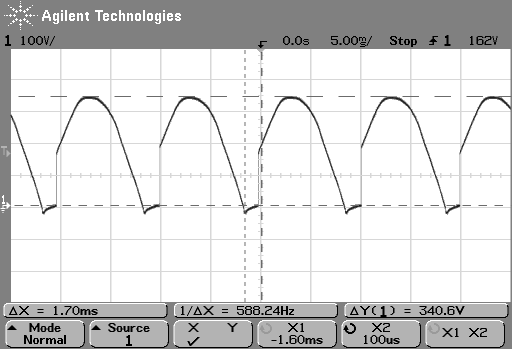 Agilent Technologies
1 100V/ 0.0s 5.00㎳/ Stop 1 162V
T
1
ΔX = 1.70ms 1/ΔX = 588.24Hz ΔY(1) = 340.6V
Mode Source X Y X1 X2 X1 X2
Normal 1 ✓ -1.60ms 100us